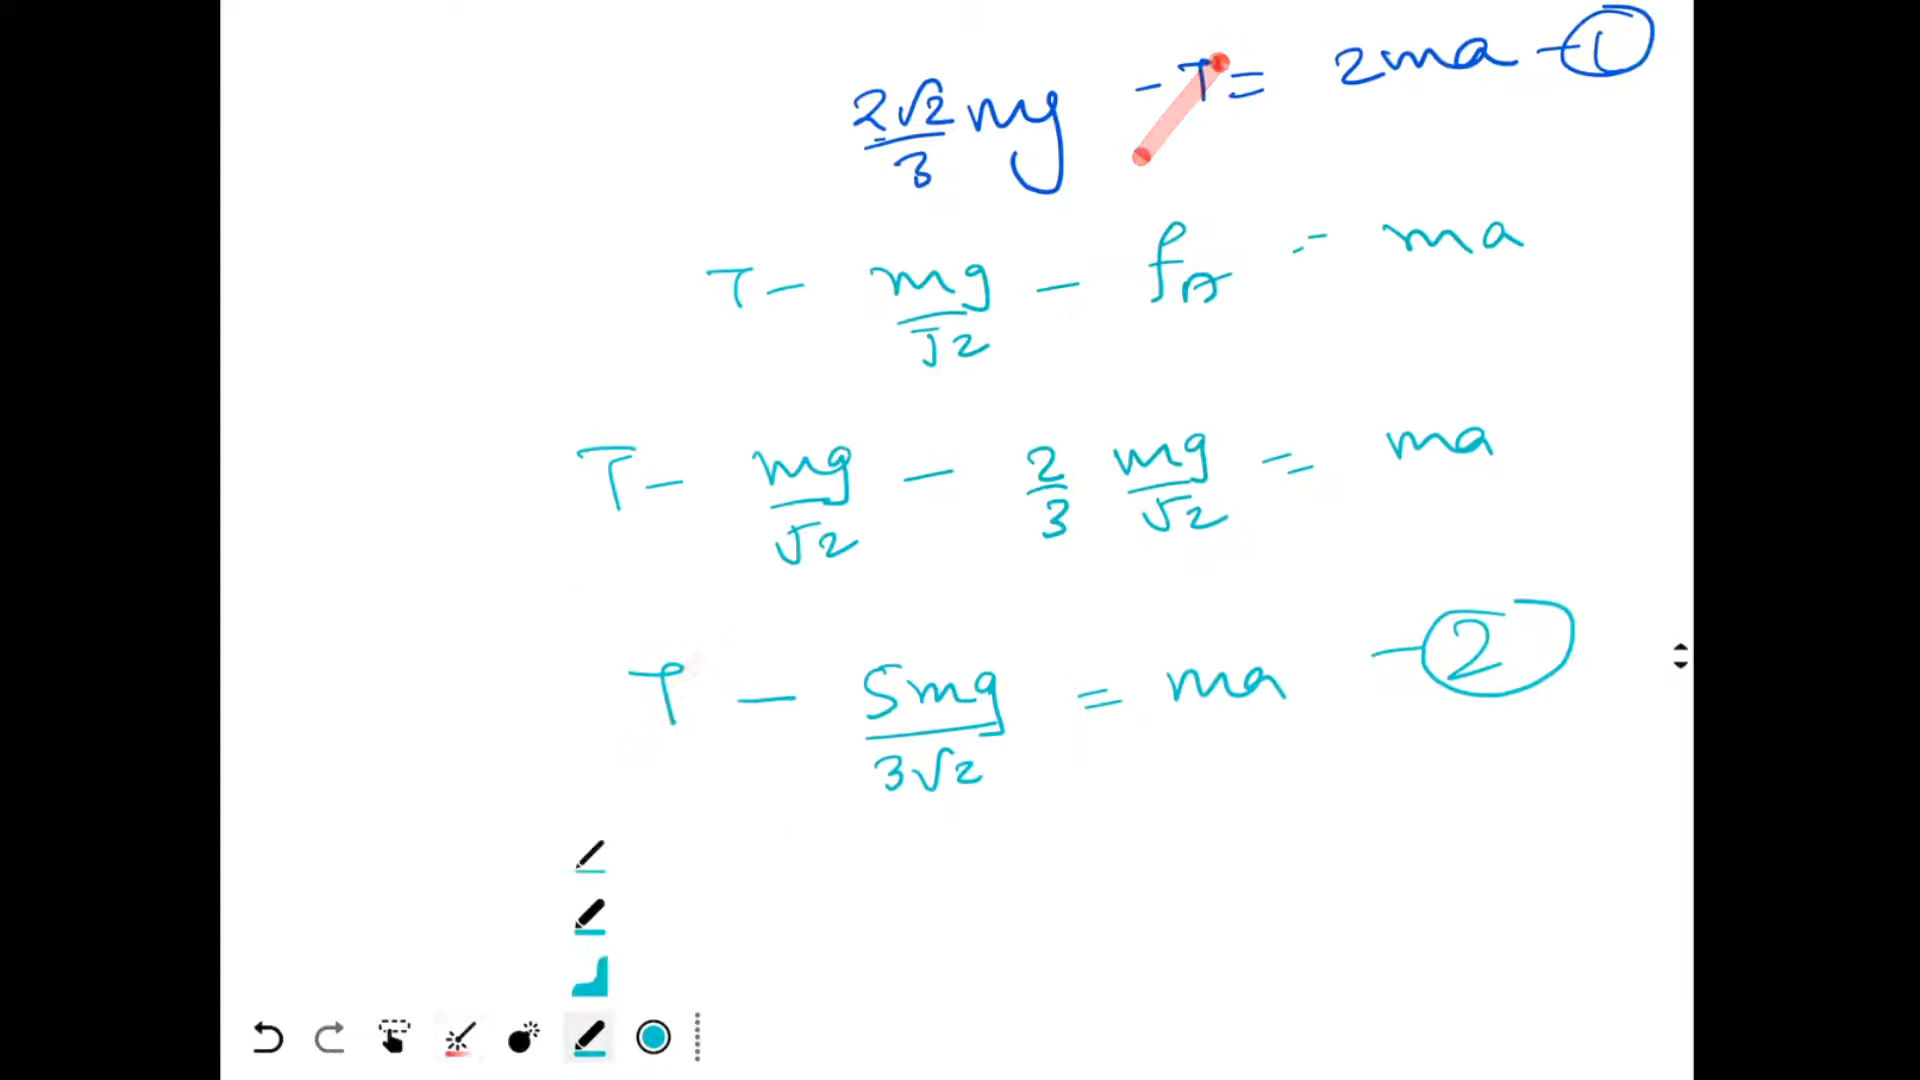 2√2/3 mg - T = 2ma - ①
T - mg/√2 - fA = ma
T - mg/√2 - 2/3 mg/√2 = ma
T - 5mg/3√2 = ma - ②